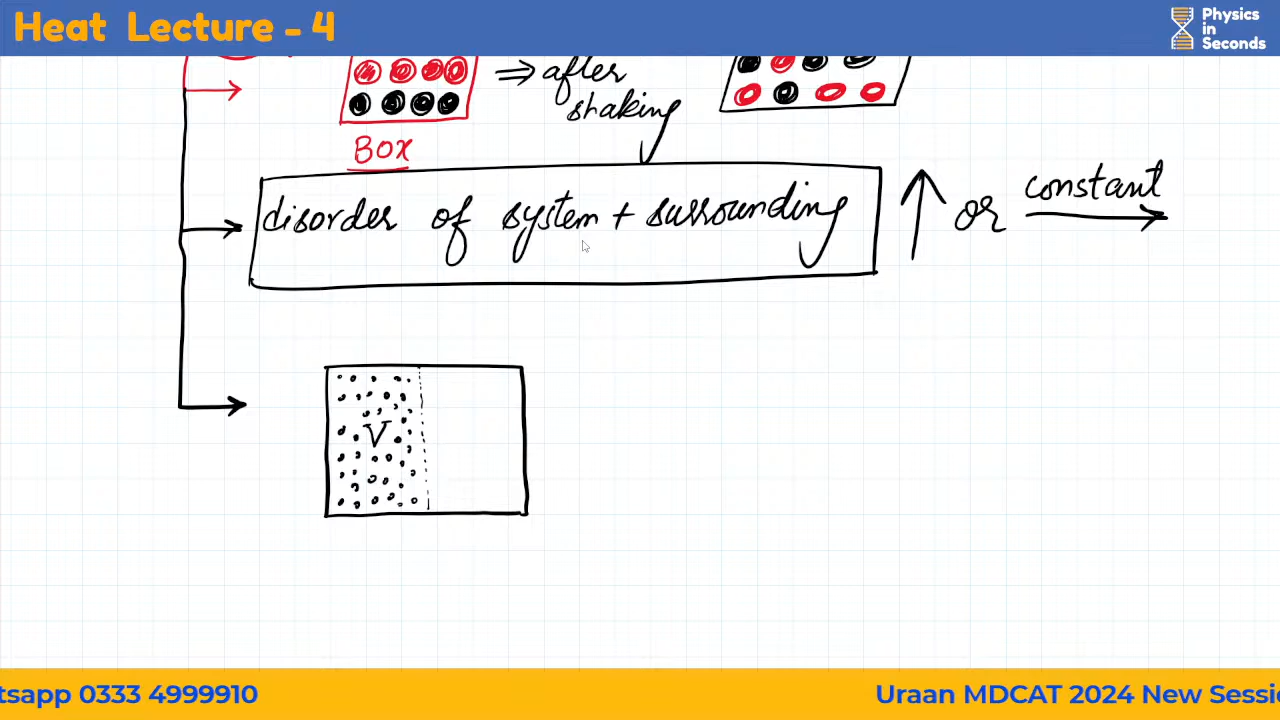 Heat Lecture - 4
Physics
in
Seconds
⇒ after
shaking
BOX
disorder of system + surrounding ↑ or constant
V
tsapp 0333 4999910
Uraan MDCAT 2024 New Sessi